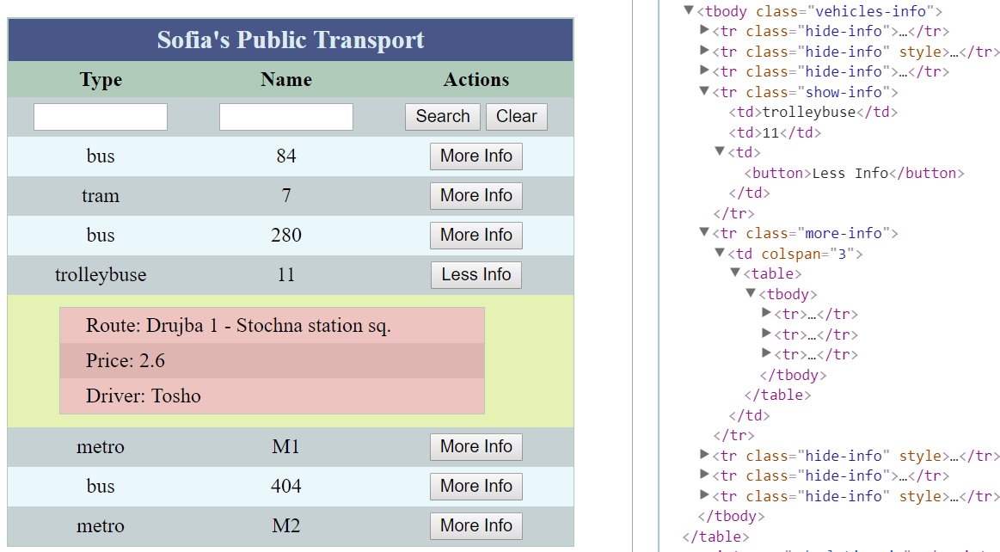 Sofia's Public Transport
Type Name Actions
Search Clear
bus 84 More Info
tram 7 More Info
bus 280 More Info
trolleybuse 11 Less Info
Route: Drujba 1 - Stochna station sq.
Price: 2.6
Driver: Tosho
metro M1 More Info
bus 404 More Info
metro M2 More Info
▼<tbody class="vehicles-info">
▶<tr class="hide-info">…</tr>
▶<tr class="hide-info" style>…</tr>
▶<tr class="hide-info">…</tr>
▼<tr class="show-info">
<td>trolleybuse</td>
<td>11</td>
▼<td>
<button>Less Info</button>
</td>
</tr>
▼<tr class="more-info">
▼<td colspan="3">
▼<table>
▼<tbody>
▶<tr>…</tr>
▶<tr>…</tr>
▶<tr>…</tr>
</tbody>
</table>
</td>
</tr>
▶<tr class="hide-info" style>…</tr>
▶<tr class="hide-info">…</tr>
▶<tr class="hide-info" style>…</tr>
</tbody>
</table>